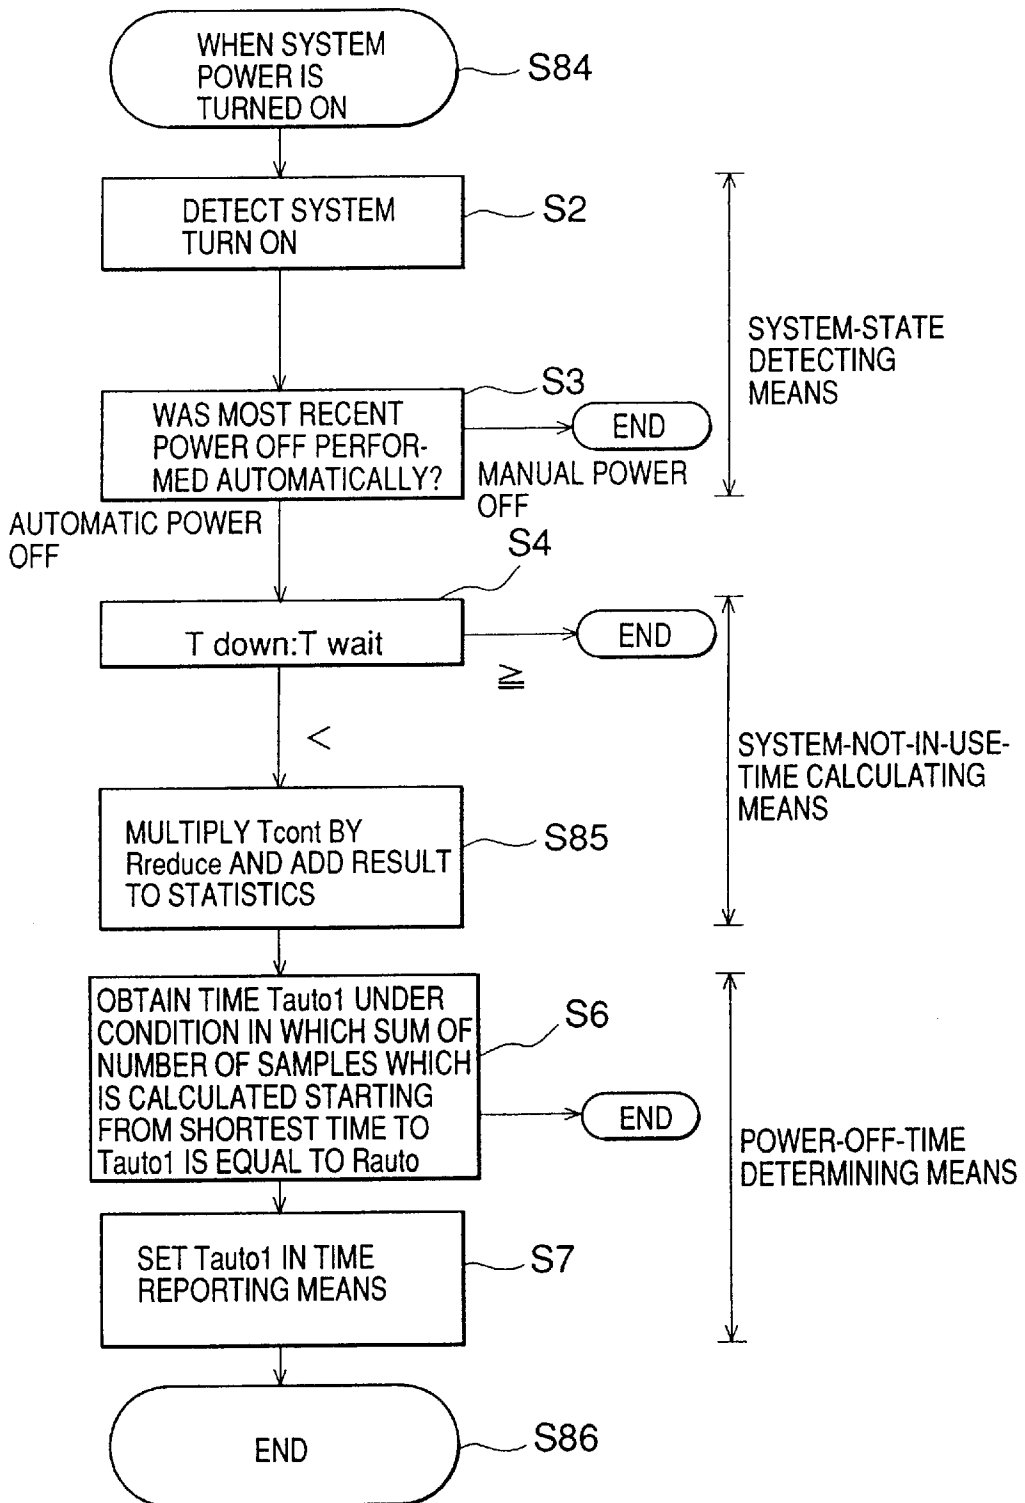 WHEN SYSTEM
POWER IS
TURNED ON
S84
DETECT SYSTEM
TURN ON
S2
SYSTEM-STATE
DETECTING
MEANS
S3
WAS MOST RECENT
POWER OFF PERFOR-
MED AUTOMATICALLY?
END
MANUAL POWER
OFF
AUTOMATIC POWER
OFF
S4
T down:T wait
END
≧
<
SYSTEM-NOT-IN-USE-
TIME CALCULATING
MEANS
MULTIPLY Tcont BY
Rreduce AND ADD RESULT
TO STATISTICS
S85
OBTAIN TIME Tauto1 UNDER
CONDITION IN WHICH SUM OF
NUMBER OF SAMPLES WHICH
IS CALCULATED STARTING
FROM SHORTEST TIME TO
Tauto1 IS EQUAL TO Rauto
S6
END
POWER-OFF-TIME
DETERMINING MEANS
SET Tauto1 IN TIME
REPORTING MEANS
S7
END
S86